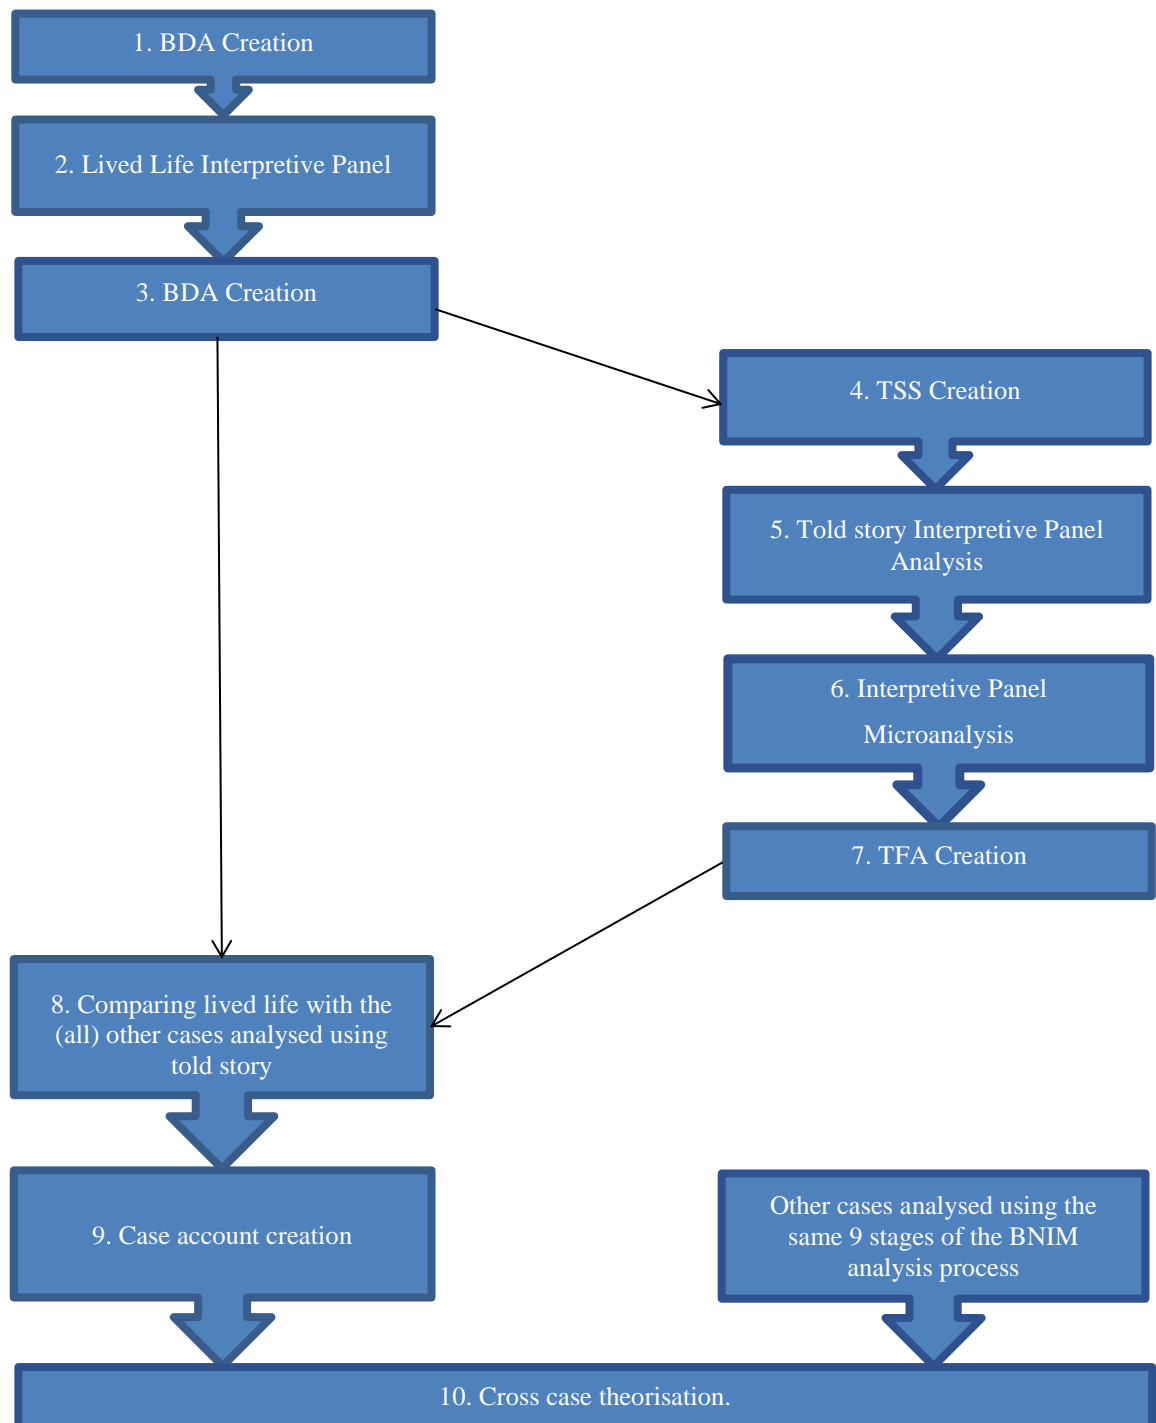 1. BDA Creation
2. Lived Life Interpretive Panel
3. BDA Creation
4. TSS Creation
5. Told story Interpretive Panel
Analysis
6. Interpretive Panel
Microanalysis
7. TFA Creation
8. Comparing lived life with the
(all) other cases analysed using
told story
9. Case account creation
Other cases analysed using the
same 9 stages of the BNIM
analysis process
10. Cross case theorisation.